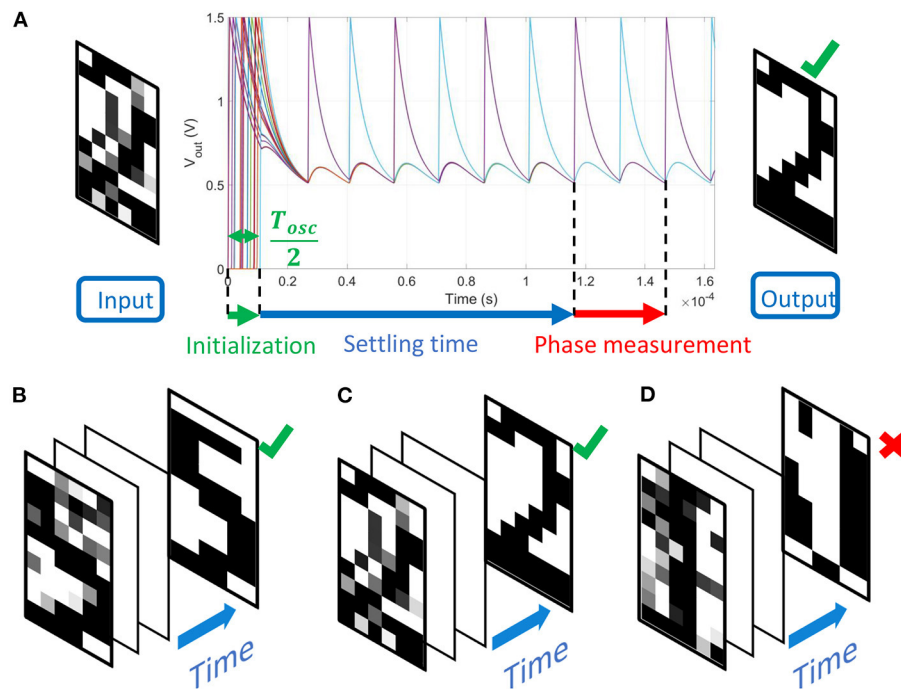 A
1.5
1
0.5
0
V_out (V)
T_osc
2
0
0.2
0.4
0.6
0.8
1
1.2
1.4
1.6
Time (s)
×10⁻⁴
Input
Output
Initialization
Settling time
Phase measurement
B
C
D
Time
Time
Time